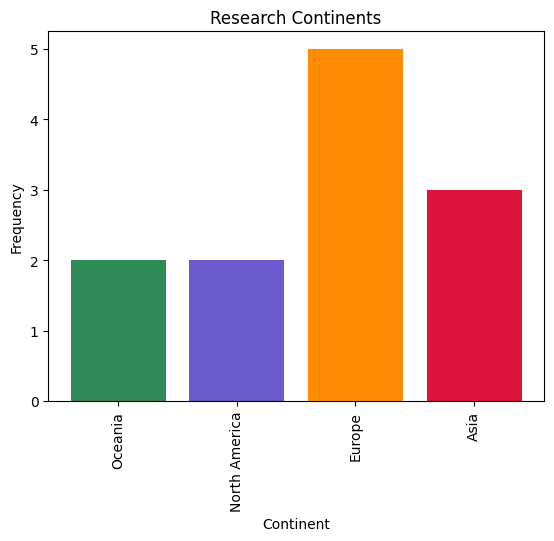 Research Continents
Frequency
5
4
3
2
1
0
Oceania
North America
Europe
Asia
Continent